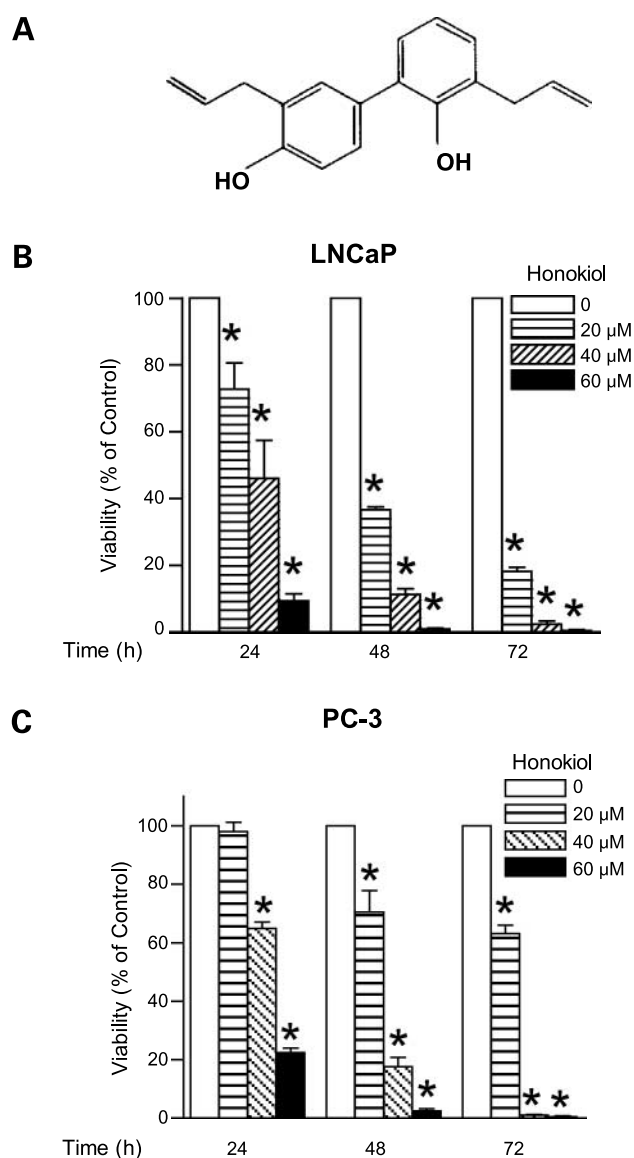 A
HO
OH
B
LNCaP
Honokiol
0
20 µM
40 µM
60 µM
Viability (% of Control)
100
80
60
40
20
0
* * * * * * * * *
Time (h) 24 48 72
C
PC-3
Honokiol
0
20 µM
40 µM
60 µM
Viability (% of Control)
100
80
60
40
20
0
* * * * * * * *
Time (h) 24 48 72